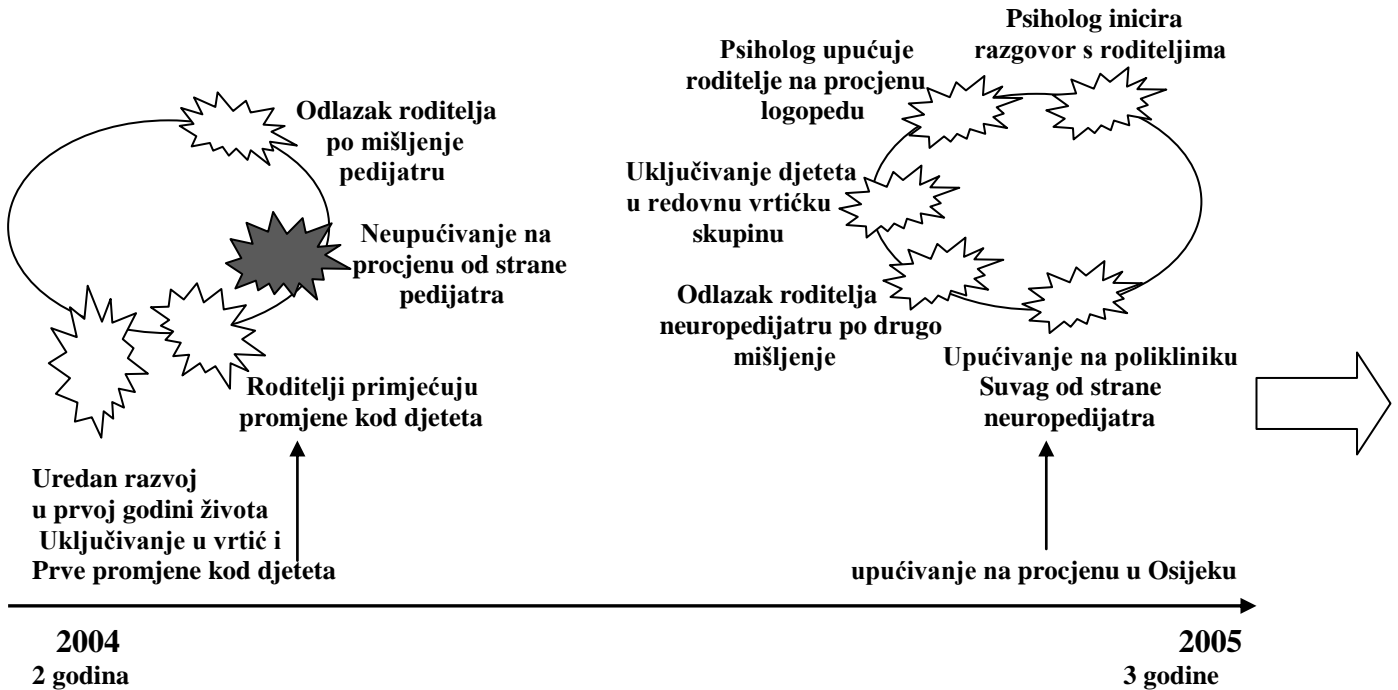 Psiholog inicira
razgovor s roditeljima
Psiholog upućuje
roditelje na procjenu
logopedu
Odlazak roditelja
po mišljenje
pedijatru
Uključivanje djeteta
u redovnu vrtićku
skupinu
Neupućivanje na
procjenu od strane
pedijatra
Odlazak roditelja
neuropedijatru po drugo
mišljenje
Upućivanje na polikliniku
Suvag od strane
neuropedijatra
Roditelji primjećuju
promjene kod djeteta
Uredan razvoj
u prvoj godini života
Uključivanje u vrtić i
Prve promjene kod djeteta
upućivanje na procjenu u Osijeku
2004
2 godina
2005
3 godine